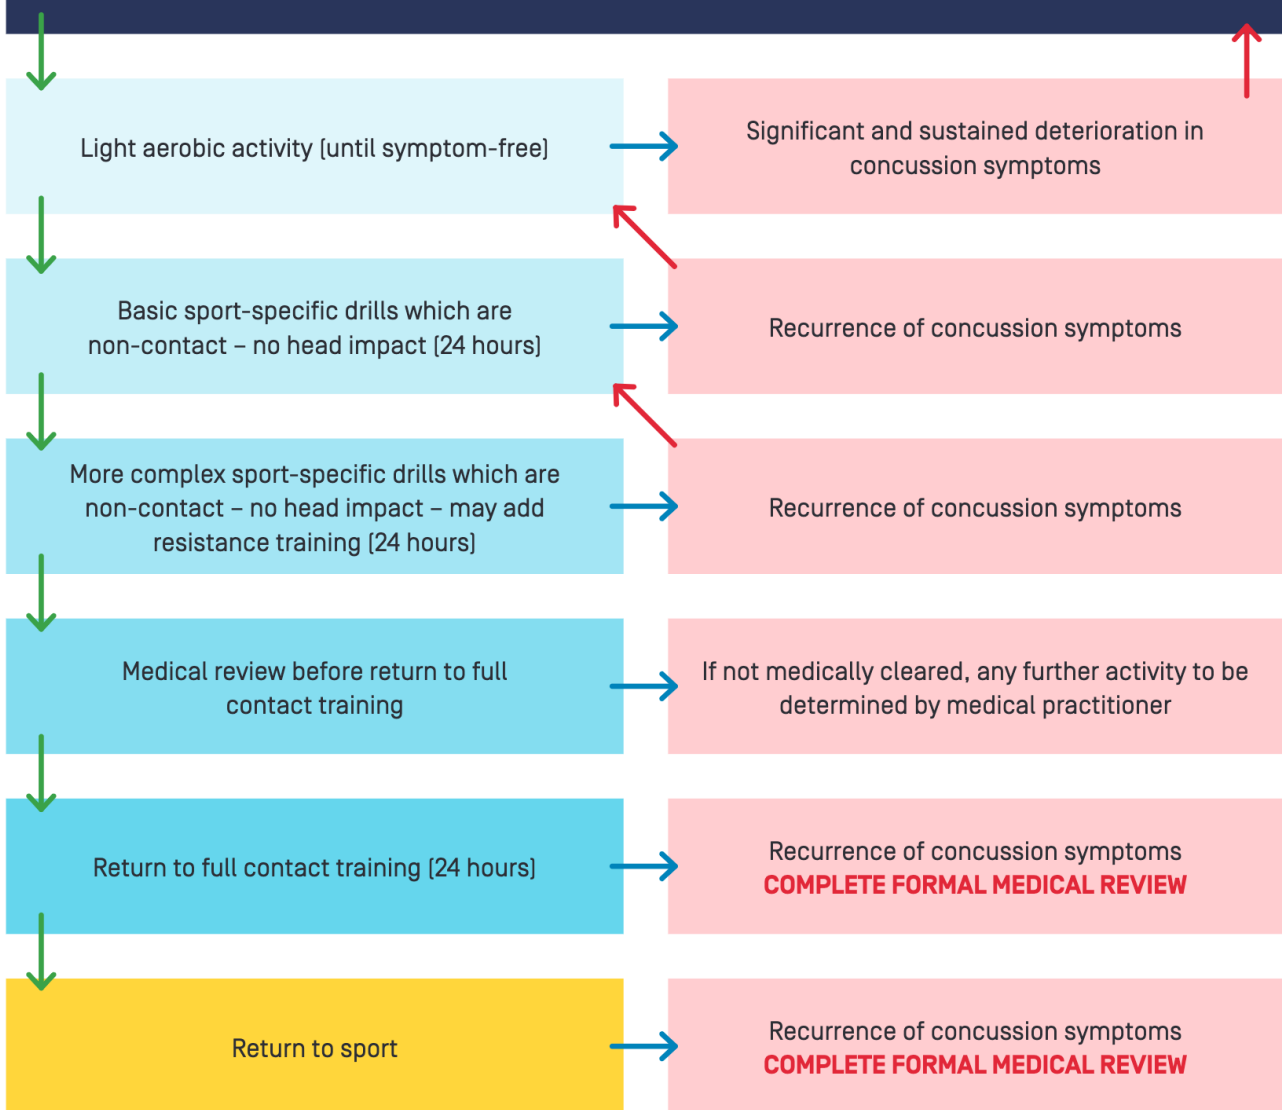 Light aerobic activity (until symptom-free)
Significant and sustained deterioration in
concussion symptoms
Basic sport-specific drills which are
non-contact – no head impact (24 hours)
Recurrence of concussion symptoms
More complex sport-specific drills which are
non-contact – no head impact – may add
resistance training (24 hours)
Recurrence of concussion symptoms
Medical review before return to full
contact training
If not medically cleared, any further activity to be
determined by medical practitioner
Return to full contact training (24 hours)
Recurrence of concussion symptoms
COMPLETE FORMAL MEDICAL REVIEW
Return to sport
Recurrence of concussion symptoms
COMPLETE FORMAL MEDICAL REVIEW